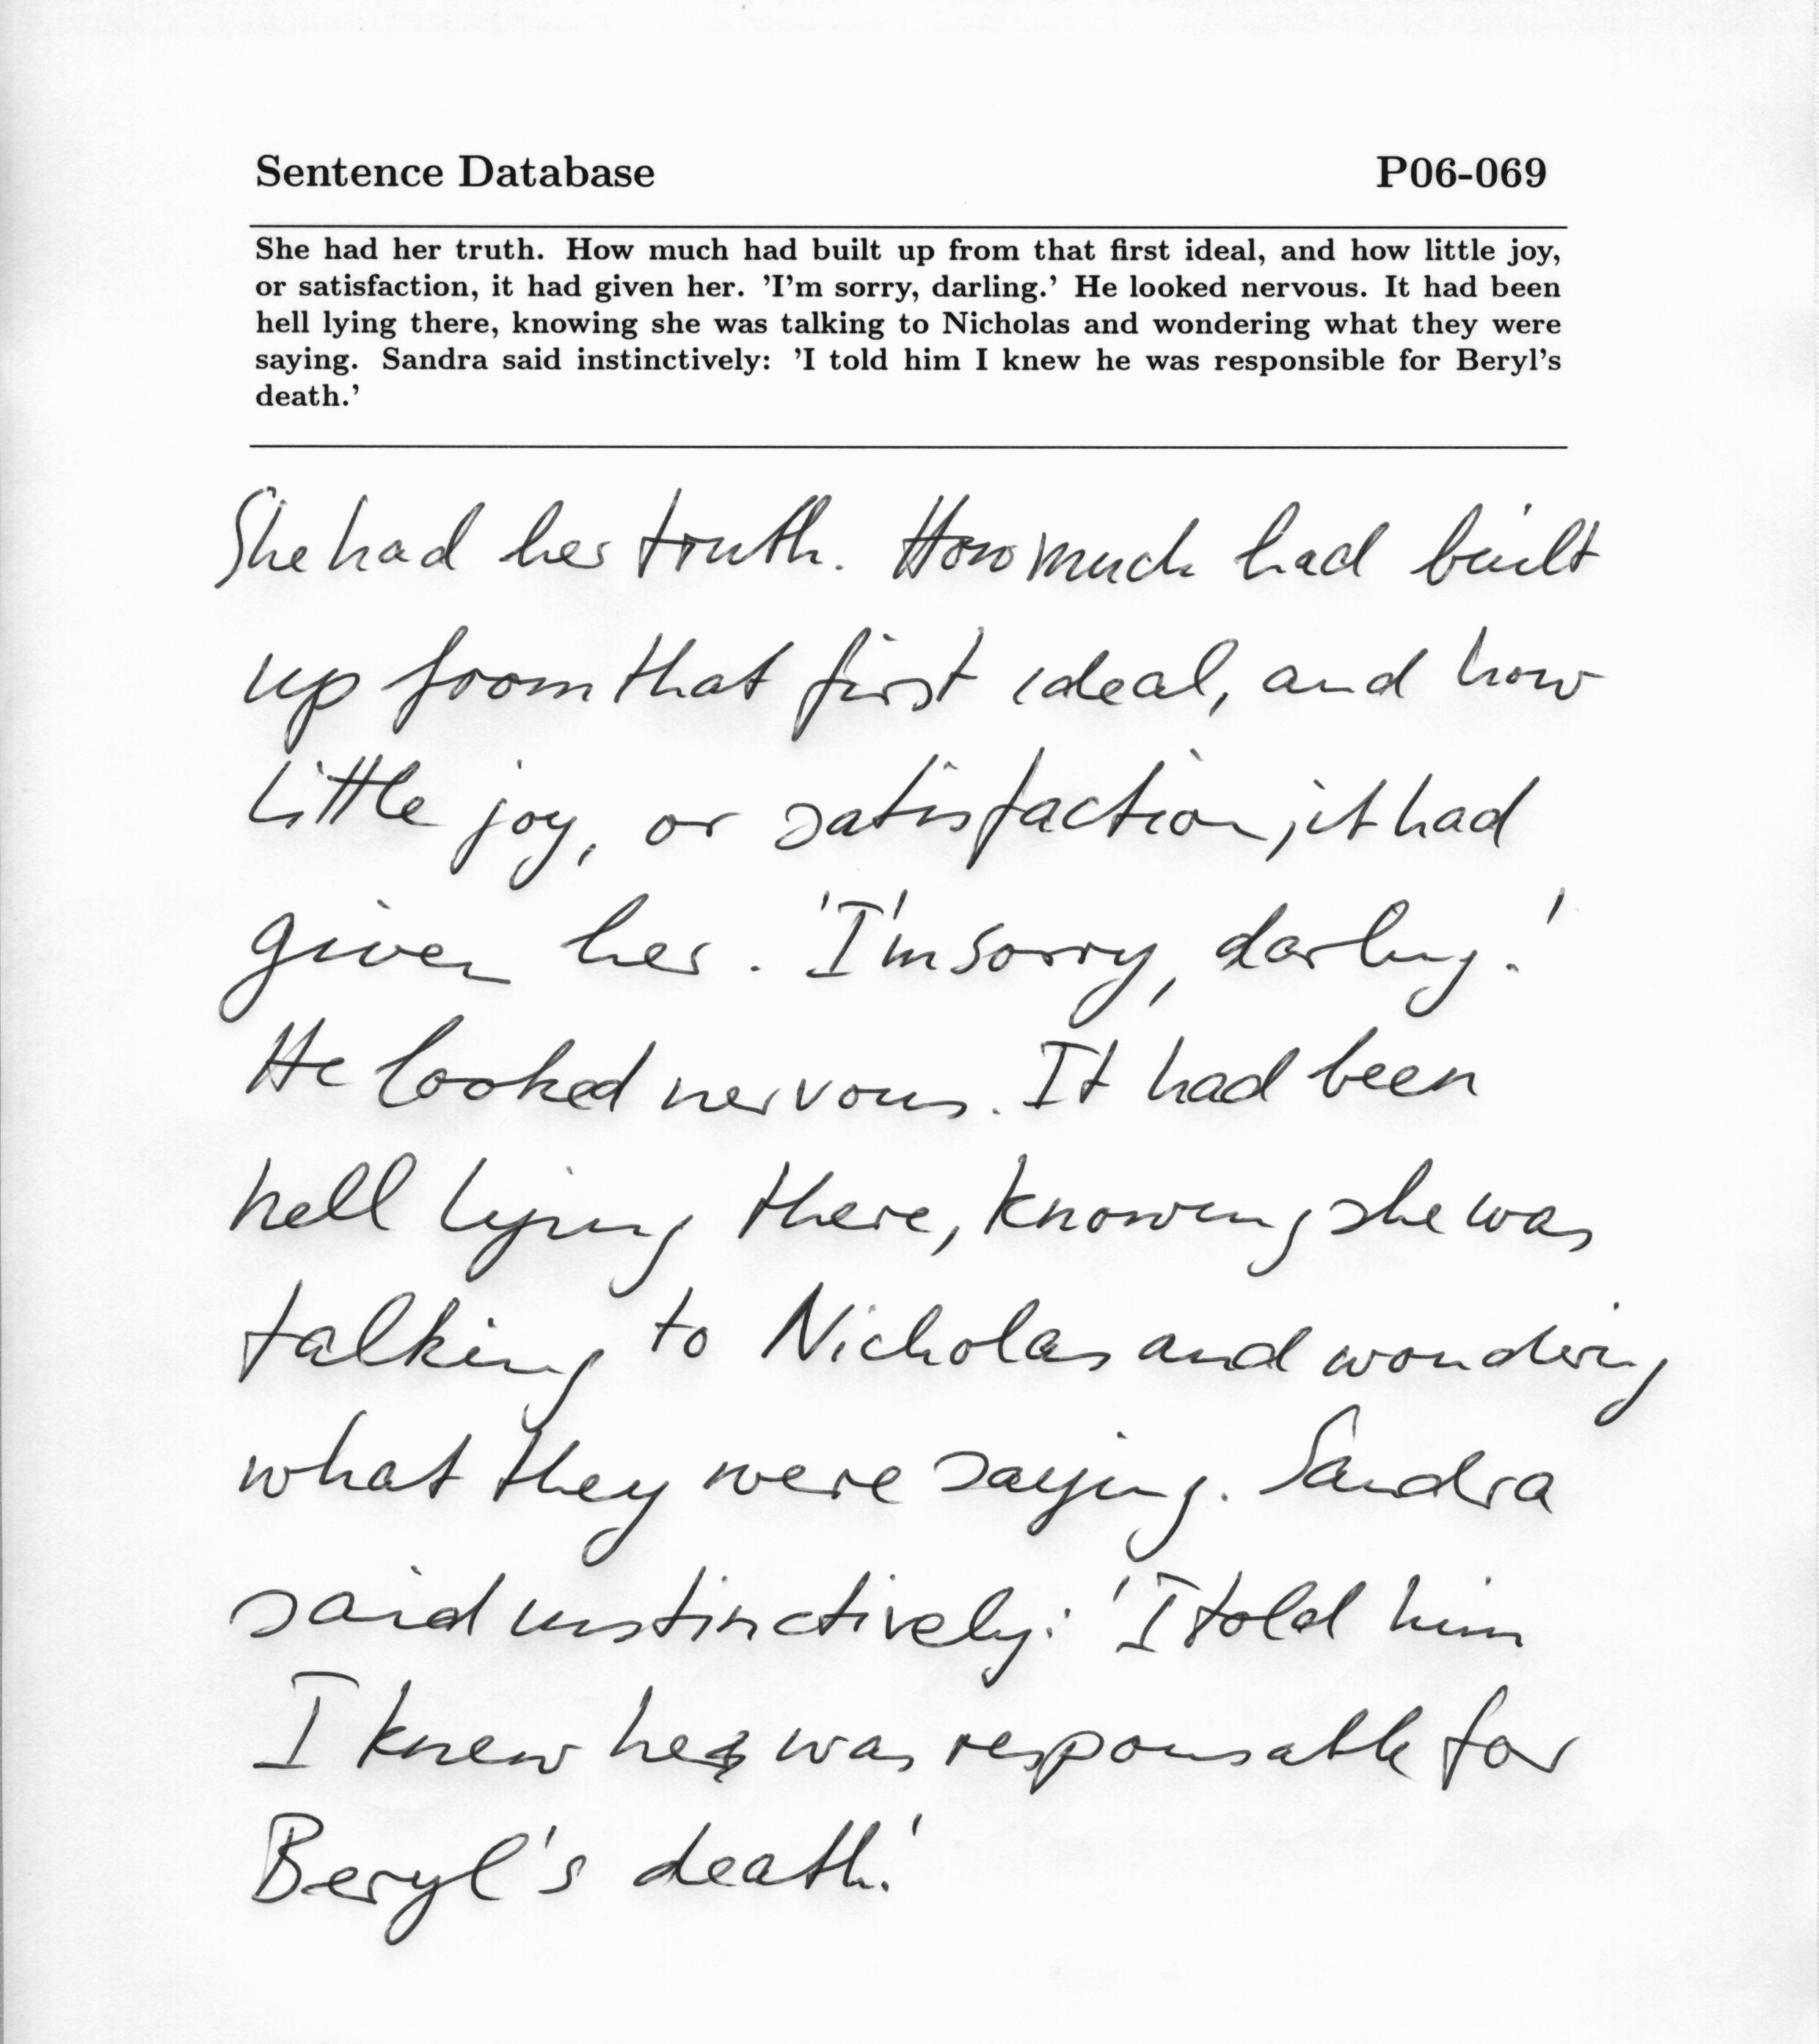 Sentence Database P06-069
She had her truth. How much had built up from that first ideal, and how little joy,
or satisfaction, it had given her. 'I'm sorry, darling.' He looked nervous. It had been
hell lying there, knowing she was talking to Nicholas and wondering what they were
saying. Sandra said instinctively: 'I told him I knew he was responsible for Beryl's
death.'
She had her truth. How much had built
up from that first ideal, and how
little joy, or satisfaction, it had
given her. 'I'm sorry, darling.'
He looked nervous. It had been
hell lying there, knowing she was
talking to Nicholas and wondering
what they were saying. Sandra
said instinctively: 'I told him
I knew he was responsable for
Beryl's death.'